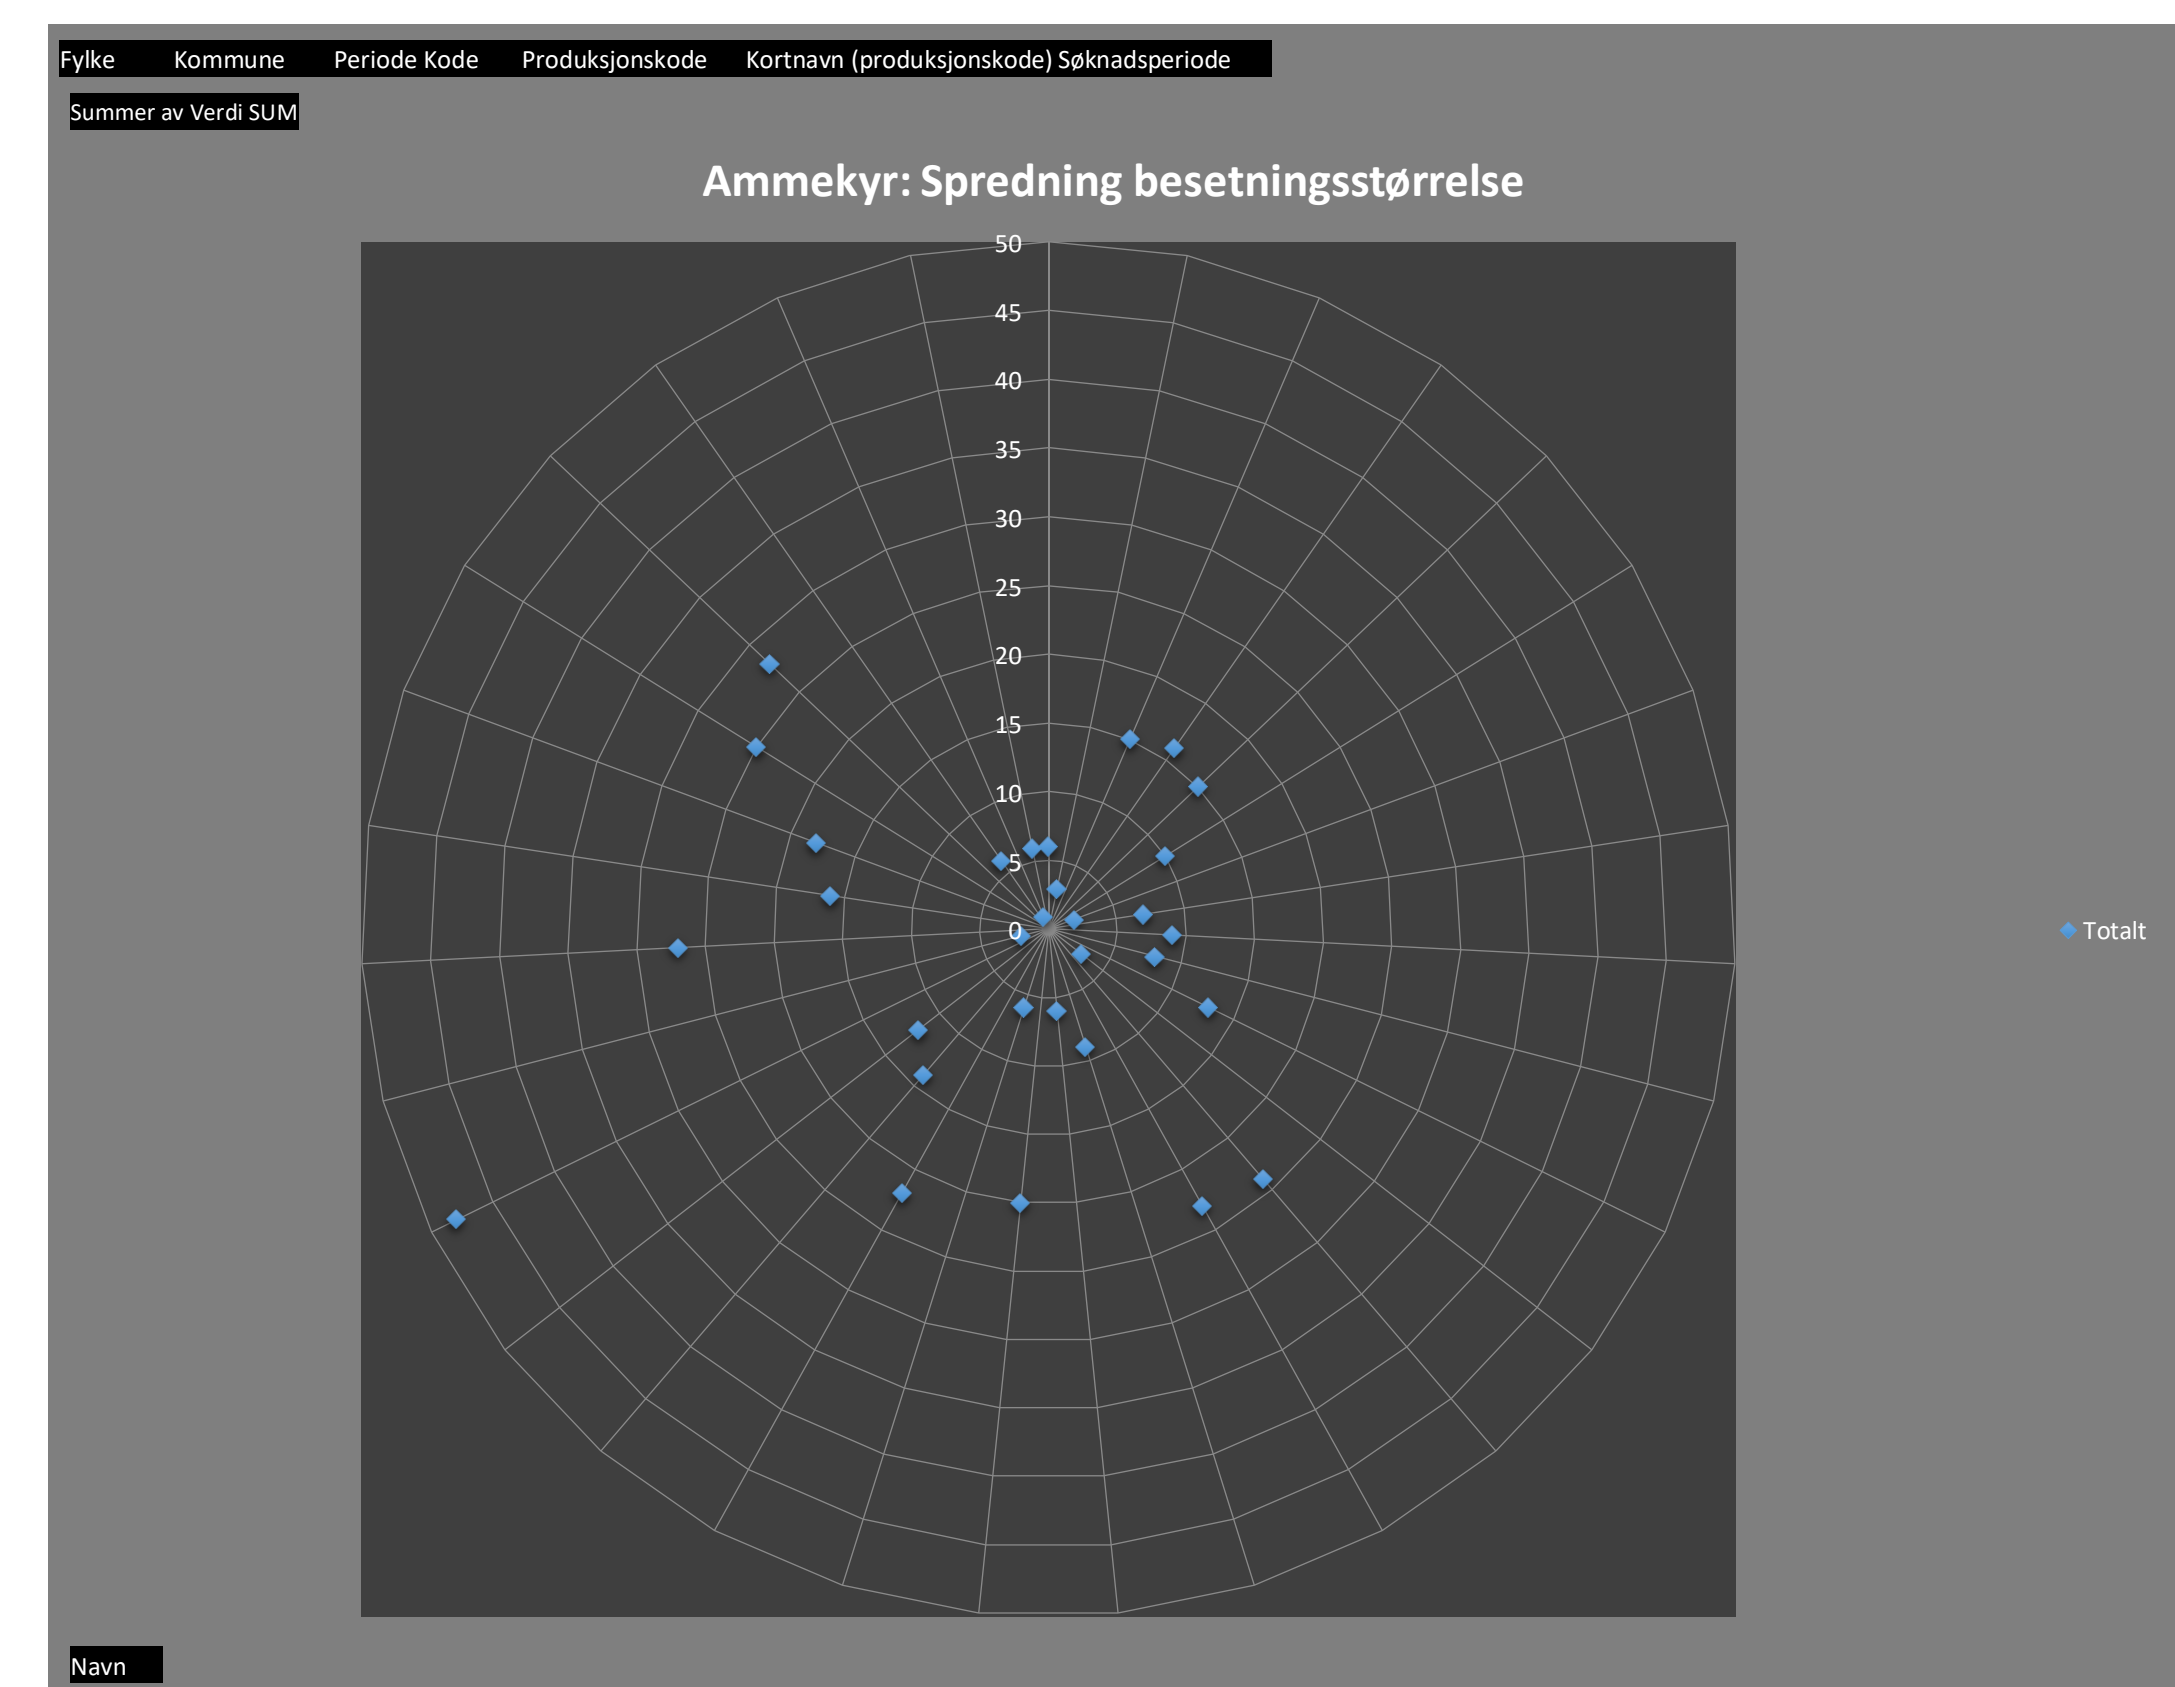 Fylke Kommune Periode Kode Produksjonskode Kortnavn (produksjonskode) Søknadsperiode
Summer av Verdi SUM
Ammekyr: Spredning besetningsstørrelse
50
45
40
35
30
25
20
15
10
5
0
Totalt
Navn